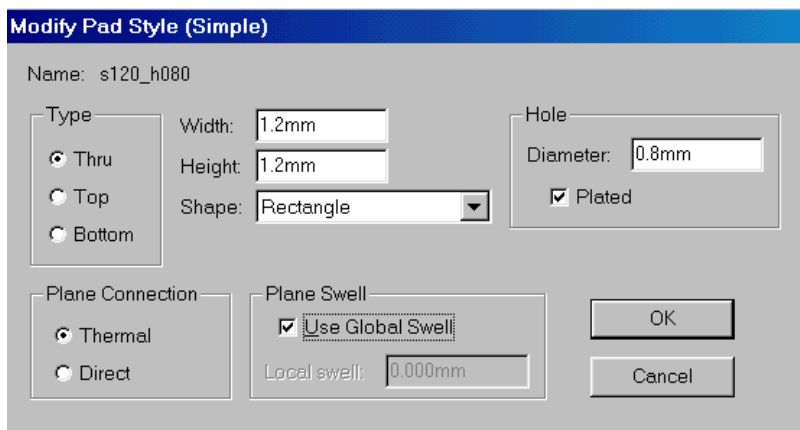 Modify Pad Style (Simple)
Name: s120_h080
Type
Thru
Top
Bottom
Width: 1.2mm
Height: 1.2mm
Shape: Rectangle
Hole
Diameter: 0.8mm
Plated
Plane Connection
Thermal
Direct
Plane Swell
Use Global Swell
Local swell: 0.000mm
OK
Cancel